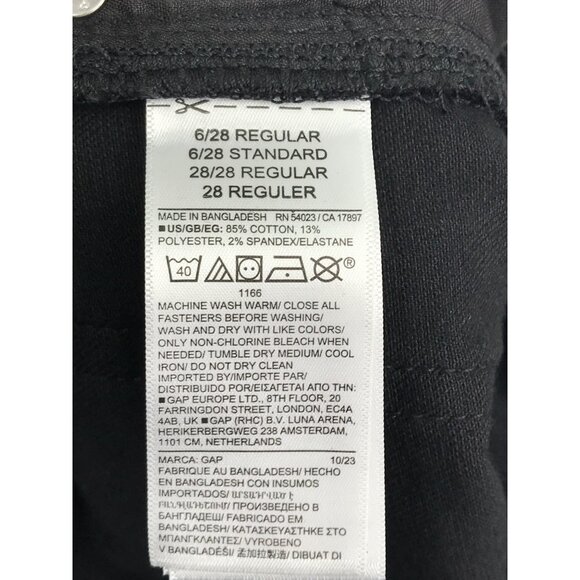 6/28 REGULAR
6/28 STANDARD
28/28 REGULAR
28 REGULER
MADE IN BANGLADESH RN 54023 / CA 17897
■ US/GB/EG: 85% COTTON, 13%
POLYESTER, 2% SPANDEX/ELASTANE
40
1166
MACHINE WASH WARM/ CLOSE ALL
FASTENERS BEFORE WASHING/
WASH AND DRY WITH LIKE COLORS/
ONLY NON-CHLORINE BLEACH WHEN
NEEDED/ TUMBLE DRY MEDIUM/ COOL
IRON/ DO NOT DRY CLEAN
IMPORTED BY/IMPORTE PAR/
DISTRIBUIDO POR/ΕΙΣΑΓΕΤΑΙ ΑΠΟ ΤΗΝ:
■ GAP EUROPE LTD., 8TH FLOOR, 20
FARRINGDON STREET, LONDON, EC4A
4AB, UK ■ GAP (RHC) B.V. LUNA ARENA,
HERIKERBERGWEG 238 AMSTERDAM,
1101 CM, NETHERLANDS
MARCA: GAP 10/23
FABRIQUE AU BANGLADESH/ HECHO
EN BANGLADESH CON INSUMOS
IMPORTADOS/ ԱՐՏԱԴՐՎԱԾ Է
ԲԱՆԳԼԱԴԵՇՈՒՄ/ ПРОИЗВЕДЕНО В
БАНГЛАДЕШ/ FABRICADO EM
BANGLADESH/ ΚΑΤΑΣΚΕΥΑΣΤΗΚΕ ΣΤΟ
ΜΠΑΝΓΚΛΑΝΤΕΣ/ VYROBENO
V BANGLADÉŠI/ 孟加拉製造/ DIBUAT DI